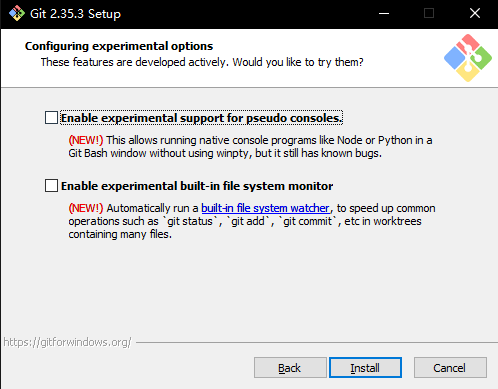 Git 2.35.3 Setup
Configuring experimental options
These features are developed actively. Would you like to try them?
Enable experimental support for pseudo consoles.
(NEW!) This allows running native console programs like Node or Python in a
Git Bash window without using winpty, but it still has known bugs.
Enable experimental built-in file system monitor
(NEW!) Automatically run a built-in file system watcher, to speed up common
operations such as `git status`, `git add`, `git commit`, etc in worktrees
containing many files.
https://gitforwindows.org/
Back
Install
Cancel